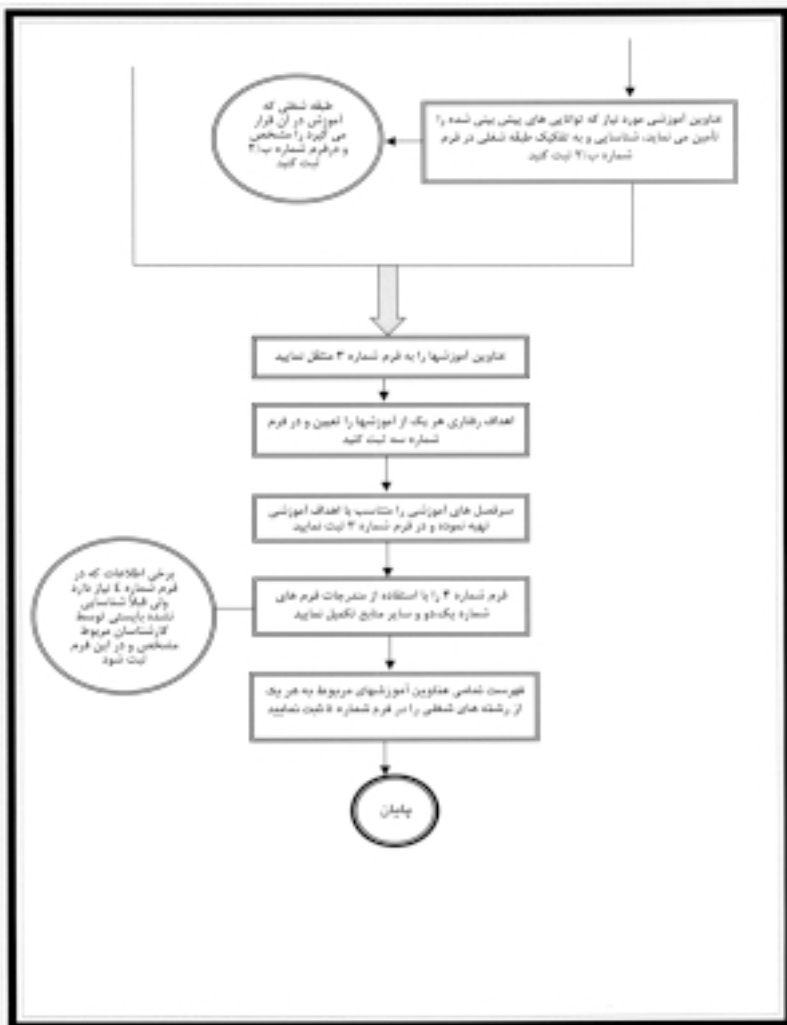 عناوین آموزشی مورد نیاز که توانایی های پیش بینی شده را
تأمین می نماید، شناسایی و به تفکیک طبقه شغلی در فرم
شماره ب/۲ ثبت کنید
طبقه شغلی که
آموزش در آن قرار
می گیرد را مشخص
و درفرم شماره ب/۲
ثبت کنید
عناوین آموزشها را به فرم شماره ۳ منتقل نمایید
اهداف رفتاری هر یک از آموزشها را تعیین و در فرم
شماره سه ثبت کنید
سرفصل های آموزشی را متناسب با اهداف آموزشی
تهیه نموده و در فرم شماره ۳ ثبت نمایید
فرم شماره ۴ را با استفاده از مندرجات فرم های
شماره یک،دو و سایر منابع تکمیل نمایید
برخی اطلاعات که در
فرم شماره ٤ نیاز دارد
ولی قبلاً شناسایی
نشده بایستی توسط
کارشناسان مربوط
مشخص و در این فرم
ثبت شود
فهرست تمامی عناوین آموزشهای مربوط به هر یک
از رشته های شغلی را در فرم شماره ۵ ثبت نمایید
پایان